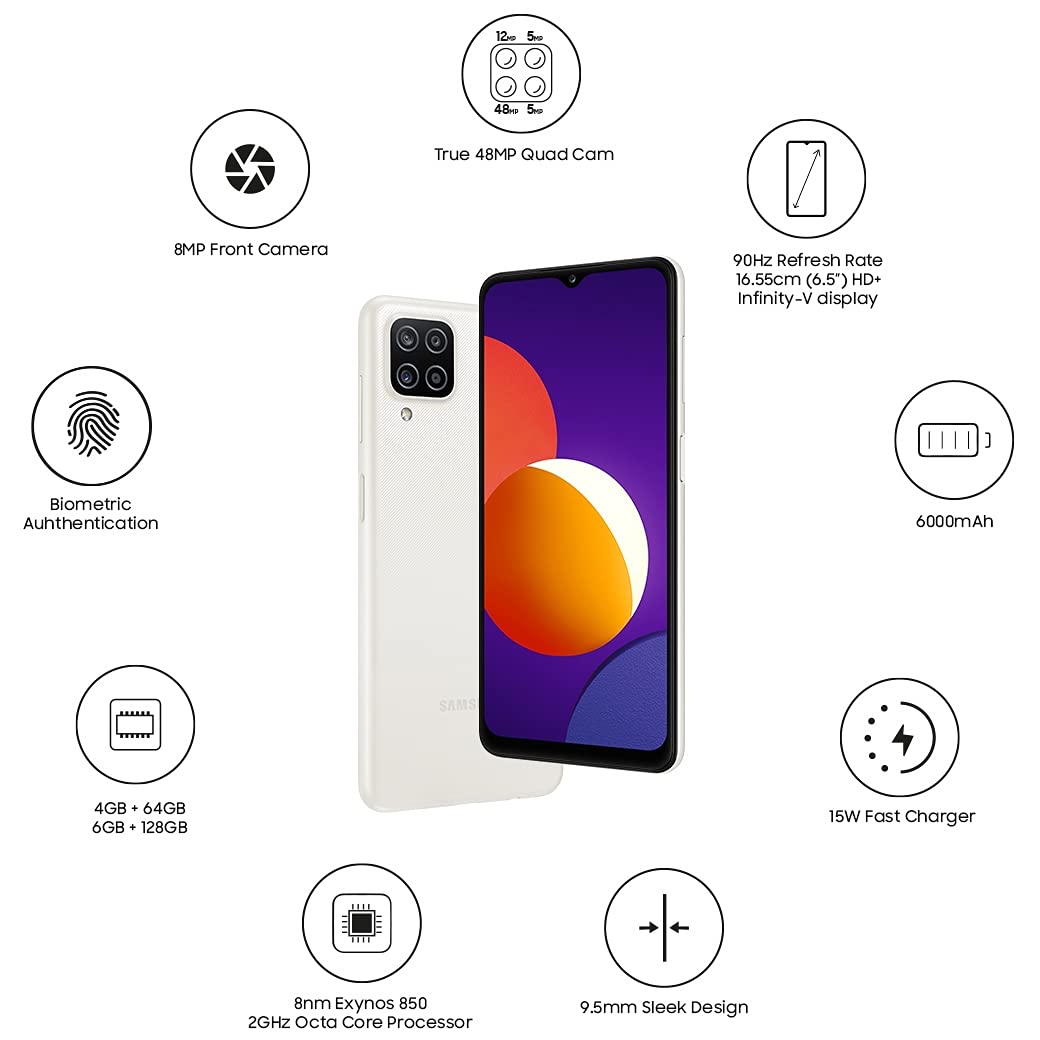 12MP 5MP
48MP 5MP
True 48MP Quad Cam
8MP Front Camera
90Hz Refresh Rate
16.55cm (6.5") HD+
Infinity-V display
Biometric
Auhthentication
6000mAh
SAMS
4GB + 64GB
6GB + 128GB
15W Fast Charger
8nm Exynos 850
2GHz Octa Core Processor
9.5mm Sleek Design